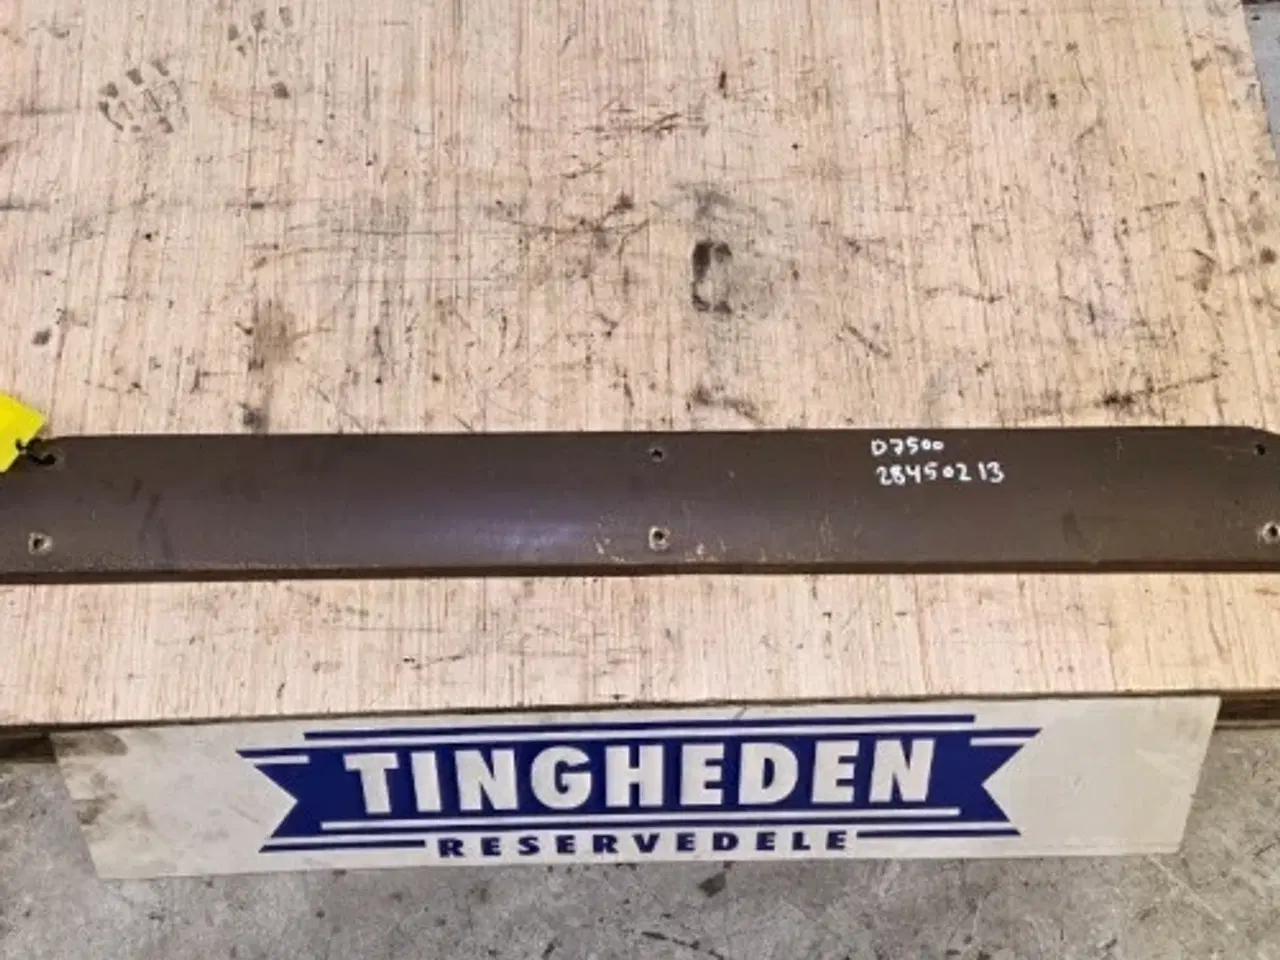 D7500
28450213
TINGHEDEN
RESERVEDELE